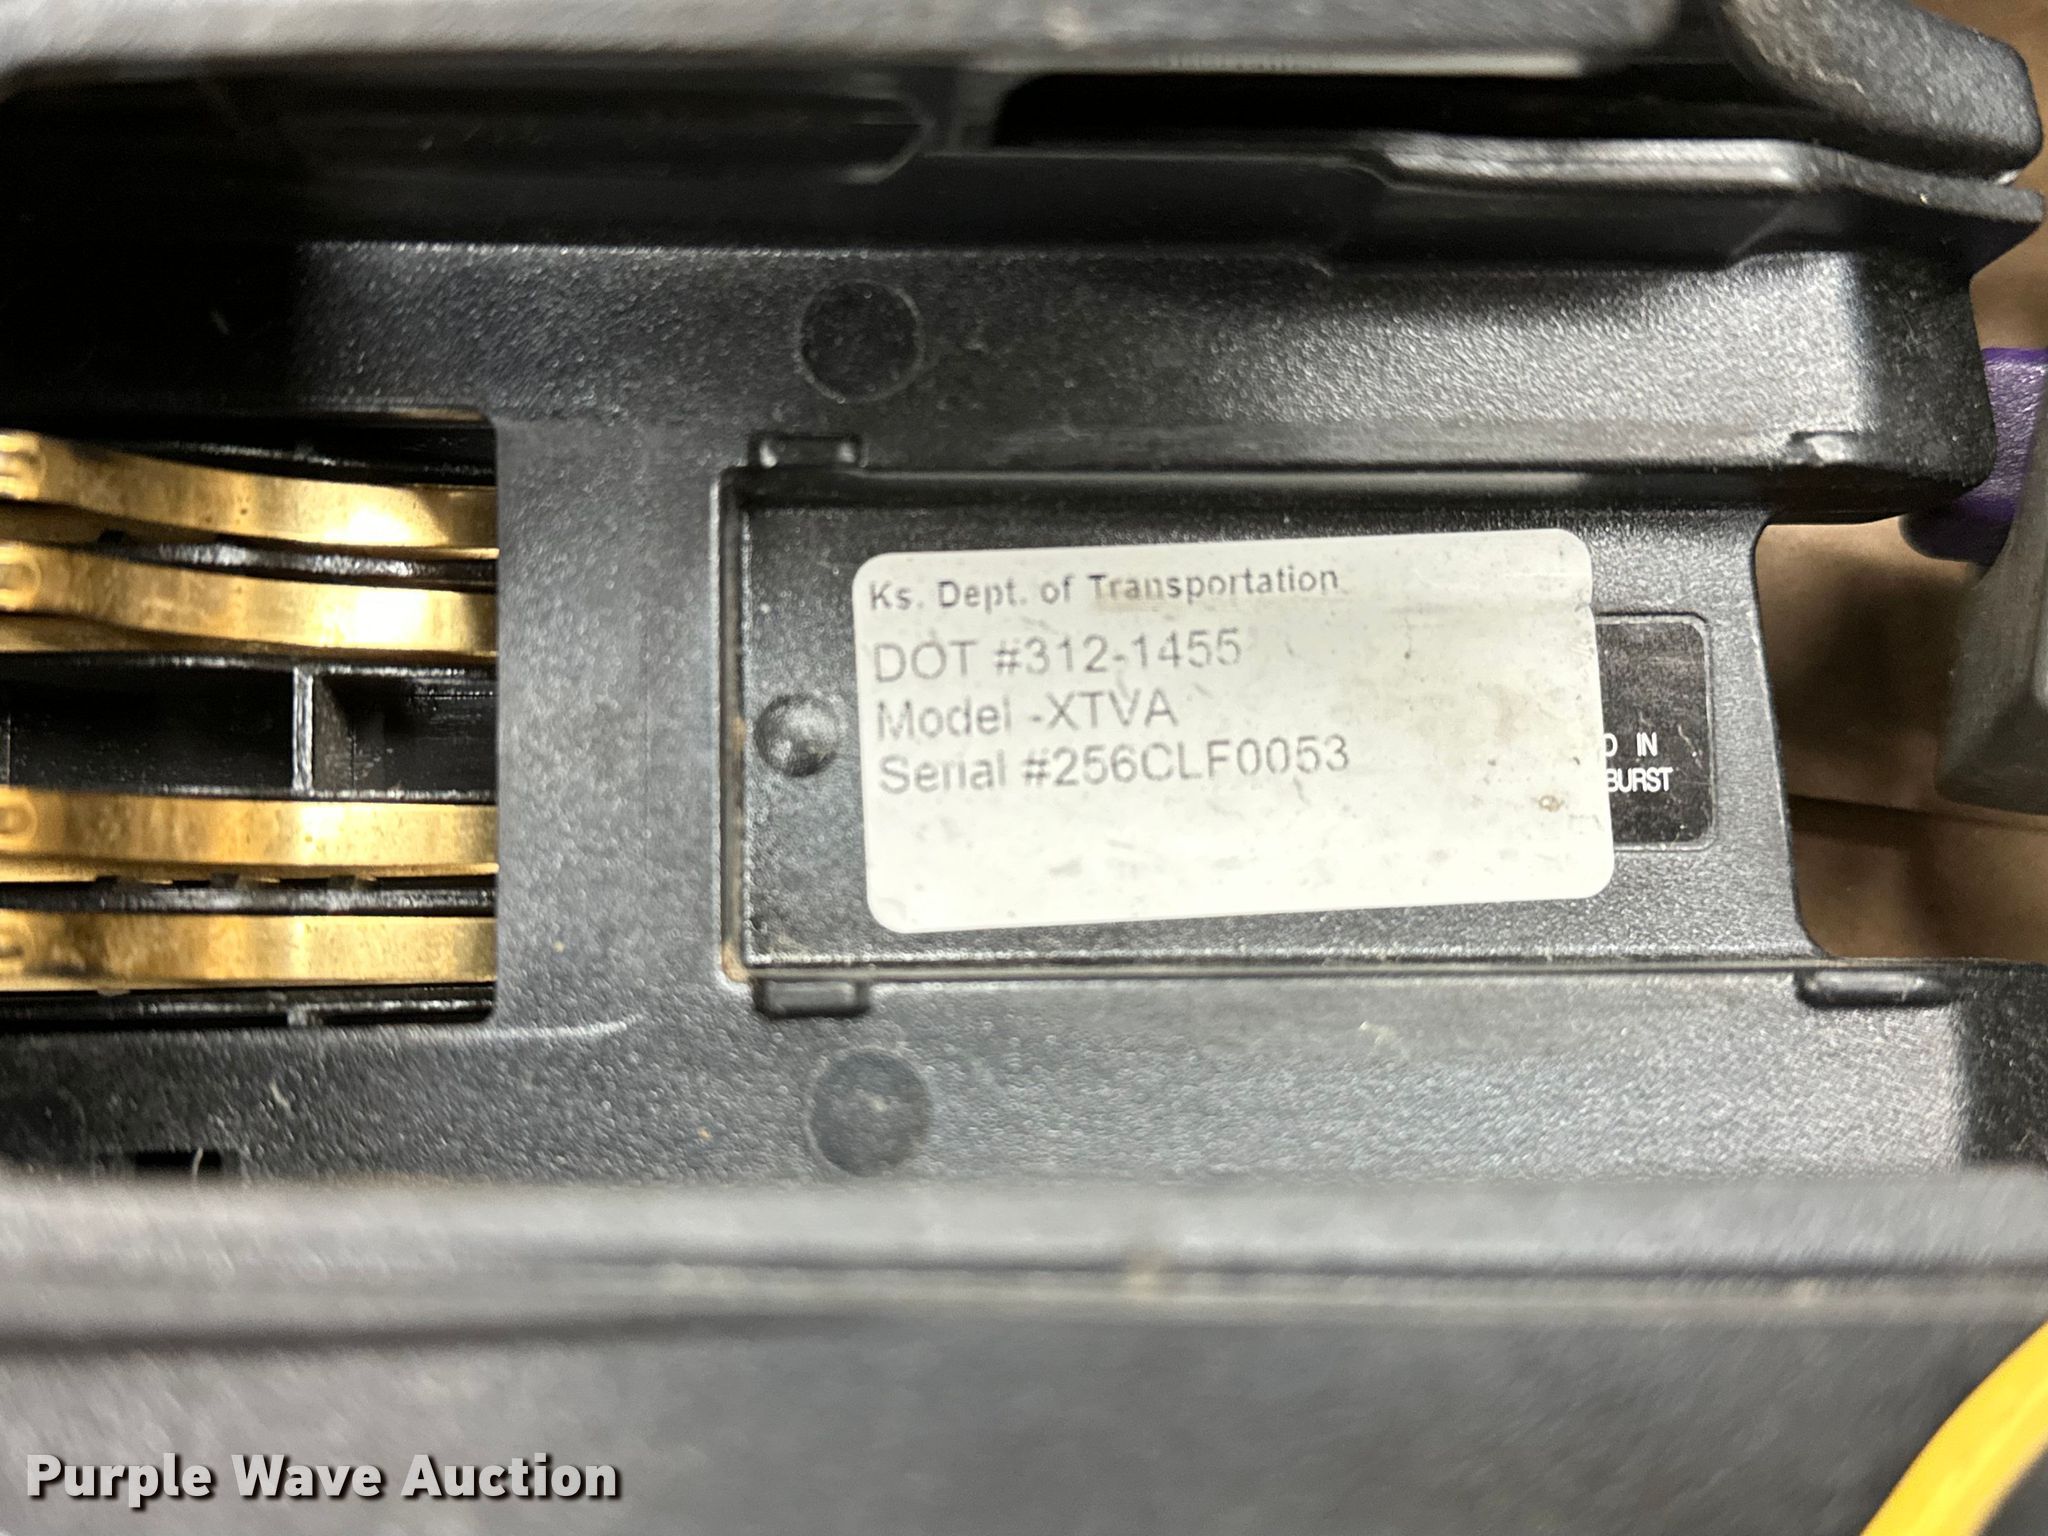 Ks. Dept. of Transportation
DOT #312-1455
Model -XTVA
Serial #256CLF0053
IN
BURST
Purple Wave Auction